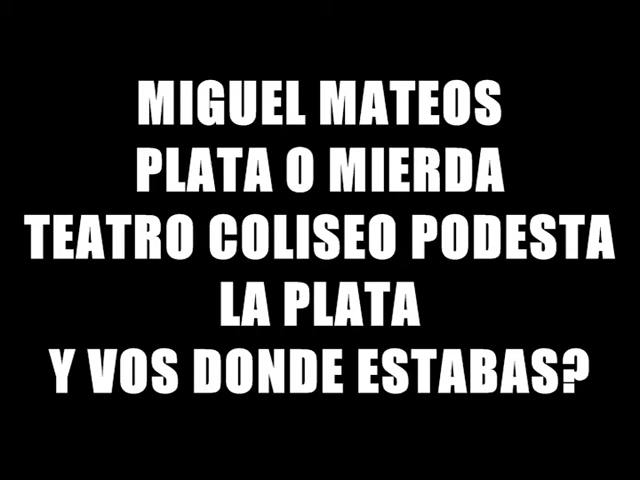 MIGUEL MATEOS
PLATA O MIERDA
TEATRO COLISEO PODESTA
LA PLATA
Y VOS DONDE ESTABAS?